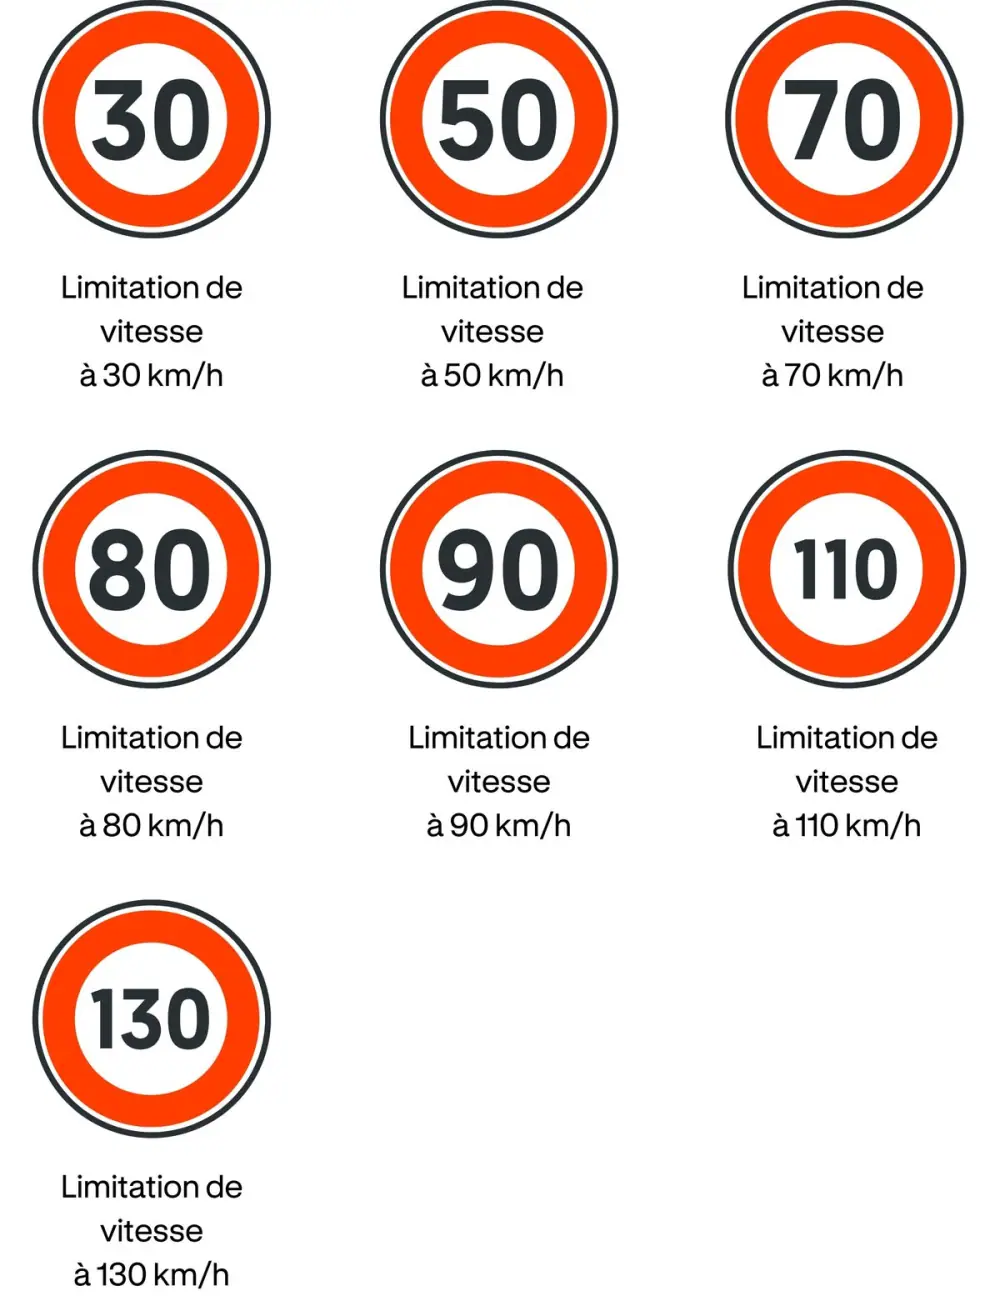 30
50
70
Limitation de
vitesse
à 30 km/h
Limitation de
vitesse
à 50 km/h
Limitation de
vitesse
à 70 km/h
80
90
110
Limitation de
vitesse
à 80 km/h
Limitation de
vitesse
à 90 km/h
Limitation de
vitesse
à 110 km/h
130
Limitation de
vitesse
à 130 km/h